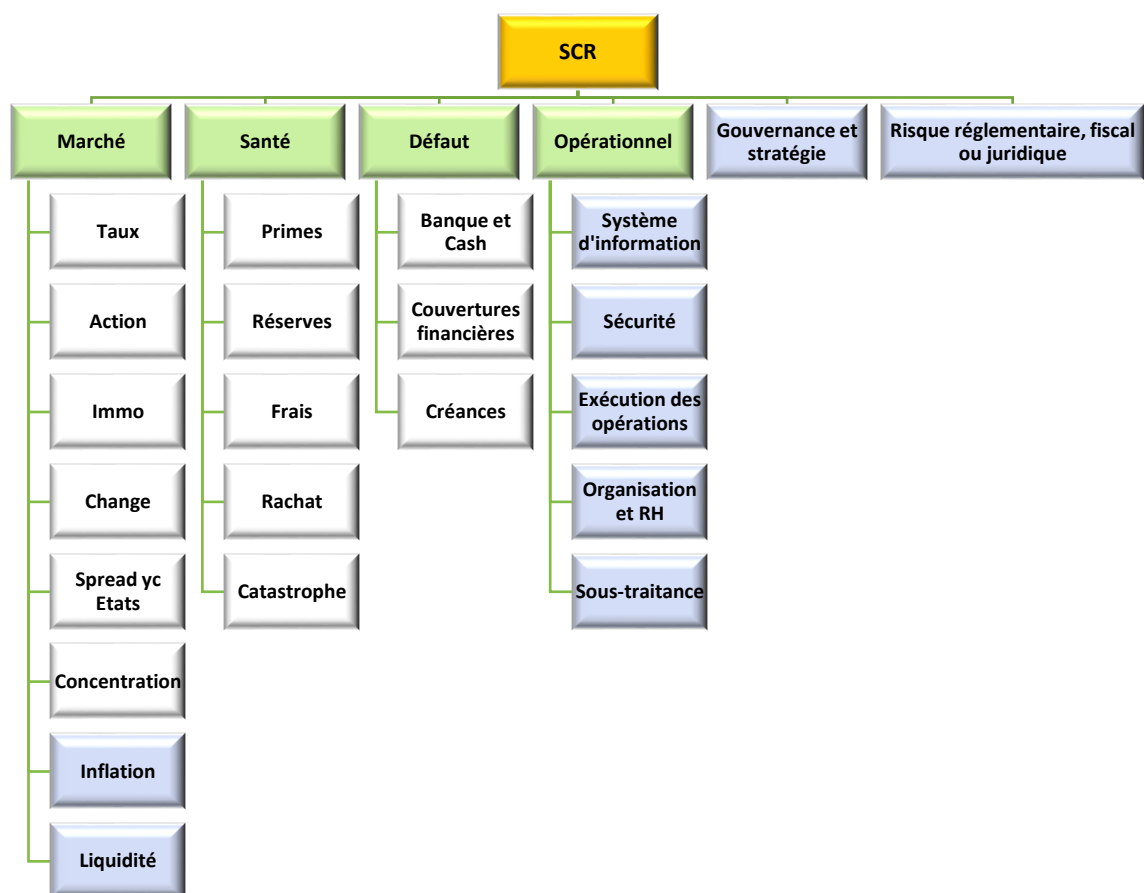 SCR
Marché
Santé
Défaut
Opérationnel
Gouvernance et
stratégie
Risque réglementaire, fiscal
ou juridique
Taux
Primes
Banque et
Cash
Système
d'information
Action
Réserves
Couvertures
financières
Sécurité
Immo
Frais
Créances
Exécution des
opérations
Change
Rachat
Organisation
et RH
Spread yc
Etats
Catastrophe
Sous-traitance
Concentration
Inflation
Liquidité